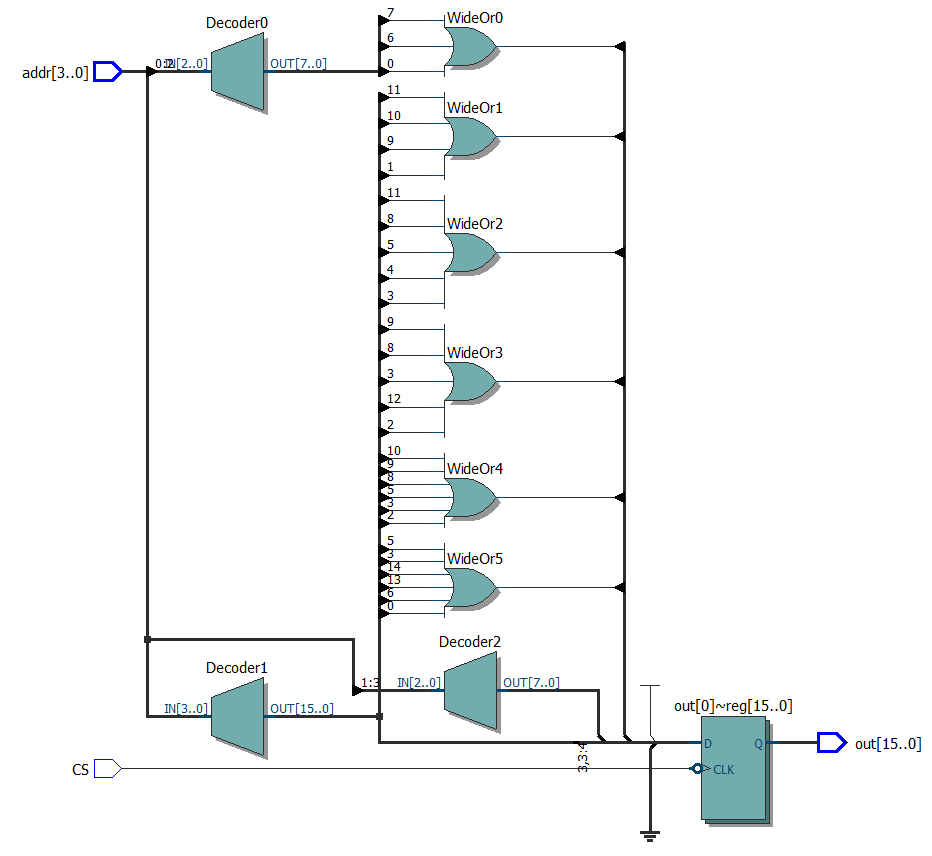 Decoder0
addr[3..0]
0:2
IN[2..0]
OUT[7..0]
7
6
0
WideOr0
11
10
9
1
WideOr1
11
8
5
4
3
WideOr2
9
8
3
12
2
WideOr3
10
9
8
5
3
2
WideOr4
5
3
14
13
6
0
WideOr5
Decoder2
1:3
IN[2..0]
OUT[7..0]
Decoder1
IN[3..0]
OUT[15..0]
3,3:4
out[0]~reg[15..0]
D
Q
CLK
out[15..0]
CS